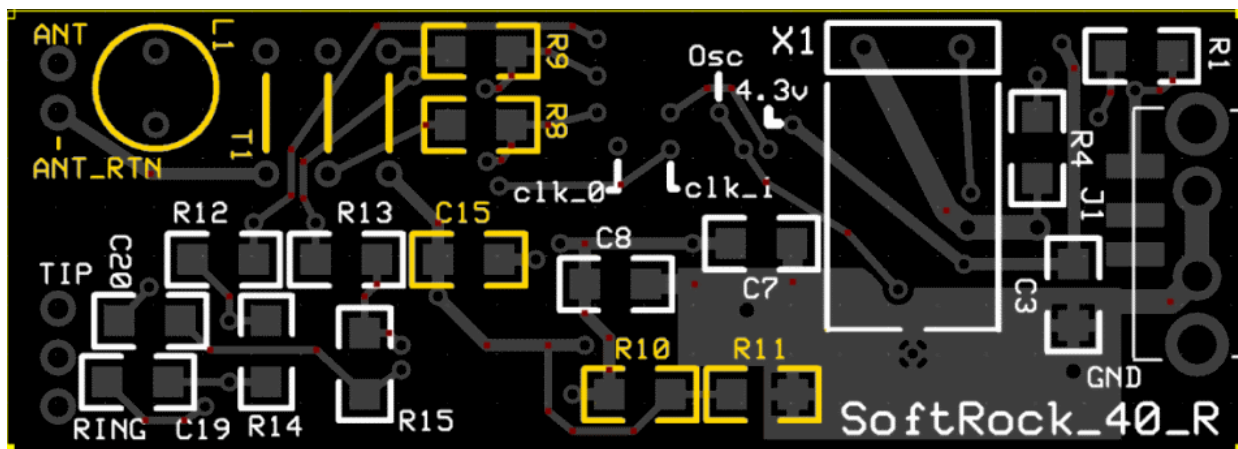 ANT
L1
R9
Osc
X1
R1
4.3v
-
T1
R8
R4
ANT_RTN
clk_0
clk_i
J1
R12
R13
C15
C20
C8
TIP
C7
C3
R10
R11
GND
RING
C19
R14
R15
SoftRock_40_R